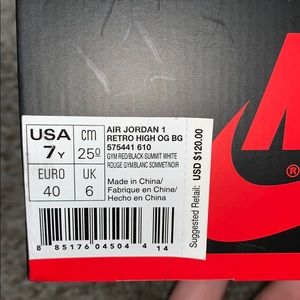 USA
7Y
cm
25º
EURO
40
UK
6
AIR JORDAN 1
RETRO HIGH OG BG
575441 610
GYM RED/BLACK-SUMMIT WHITE
ROUGE GYM/BLANC SOMMET/NOIR
Made in China/
Fabrique en Chine/
Hecho en China
Suggested Retail: USD $120.00
8 85176 04504 4 14
®